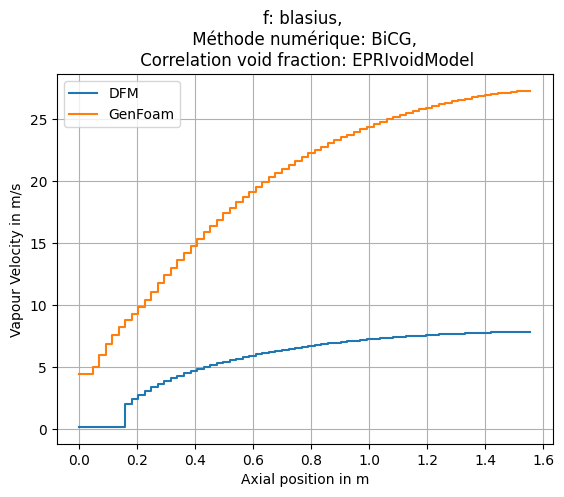 f: blasius,
Méthode numérique: BiCG,
Correlation void fraction: EPRIvoidModel
DFM
GenFoam
Vapour Velocity in m/s
25
20
15
10
5
0
0.0 0.2 0.4 0.6 0.8 1.0 1.2 1.4 1.6
Axial position in m